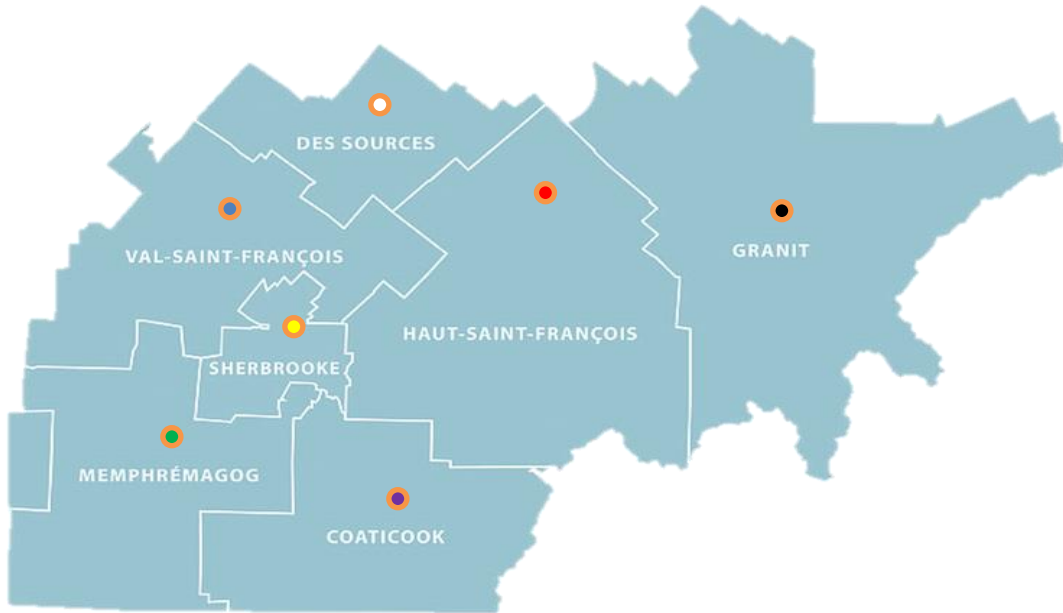 DES SOURCES
VAL-SAINT-FRANÇOIS
GRANIT
HAUT-SAINT-FRANÇOIS
SHERBROOKE
MEMPHRÉMAGOG
COATICOOK